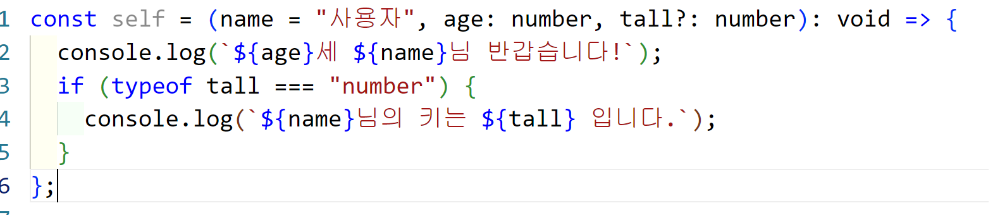 1 const self = (name = "사용자", age: number, tall?: number): void => {
2 console.log(`${age}세 ${name}님 반갑습니다!`);
3 if (typeof tall === "number") {
4 console.log(`${name}님의 키는 ${tall} 입니다.`);
5 }
6 };
7